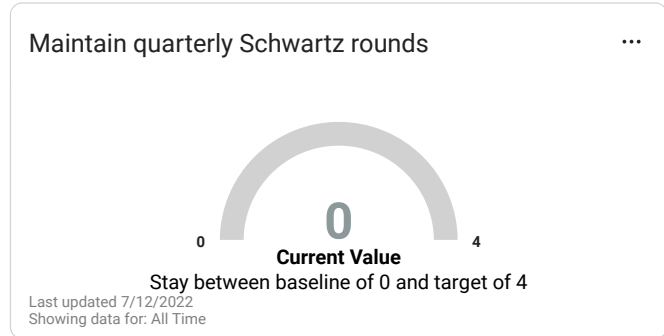 Maintain quarterly Schwartz rounds
0
0
4
Current Value
Stay between baseline of 0 and target of 4
Last updated 7/12/2022
Showing data for: All Time